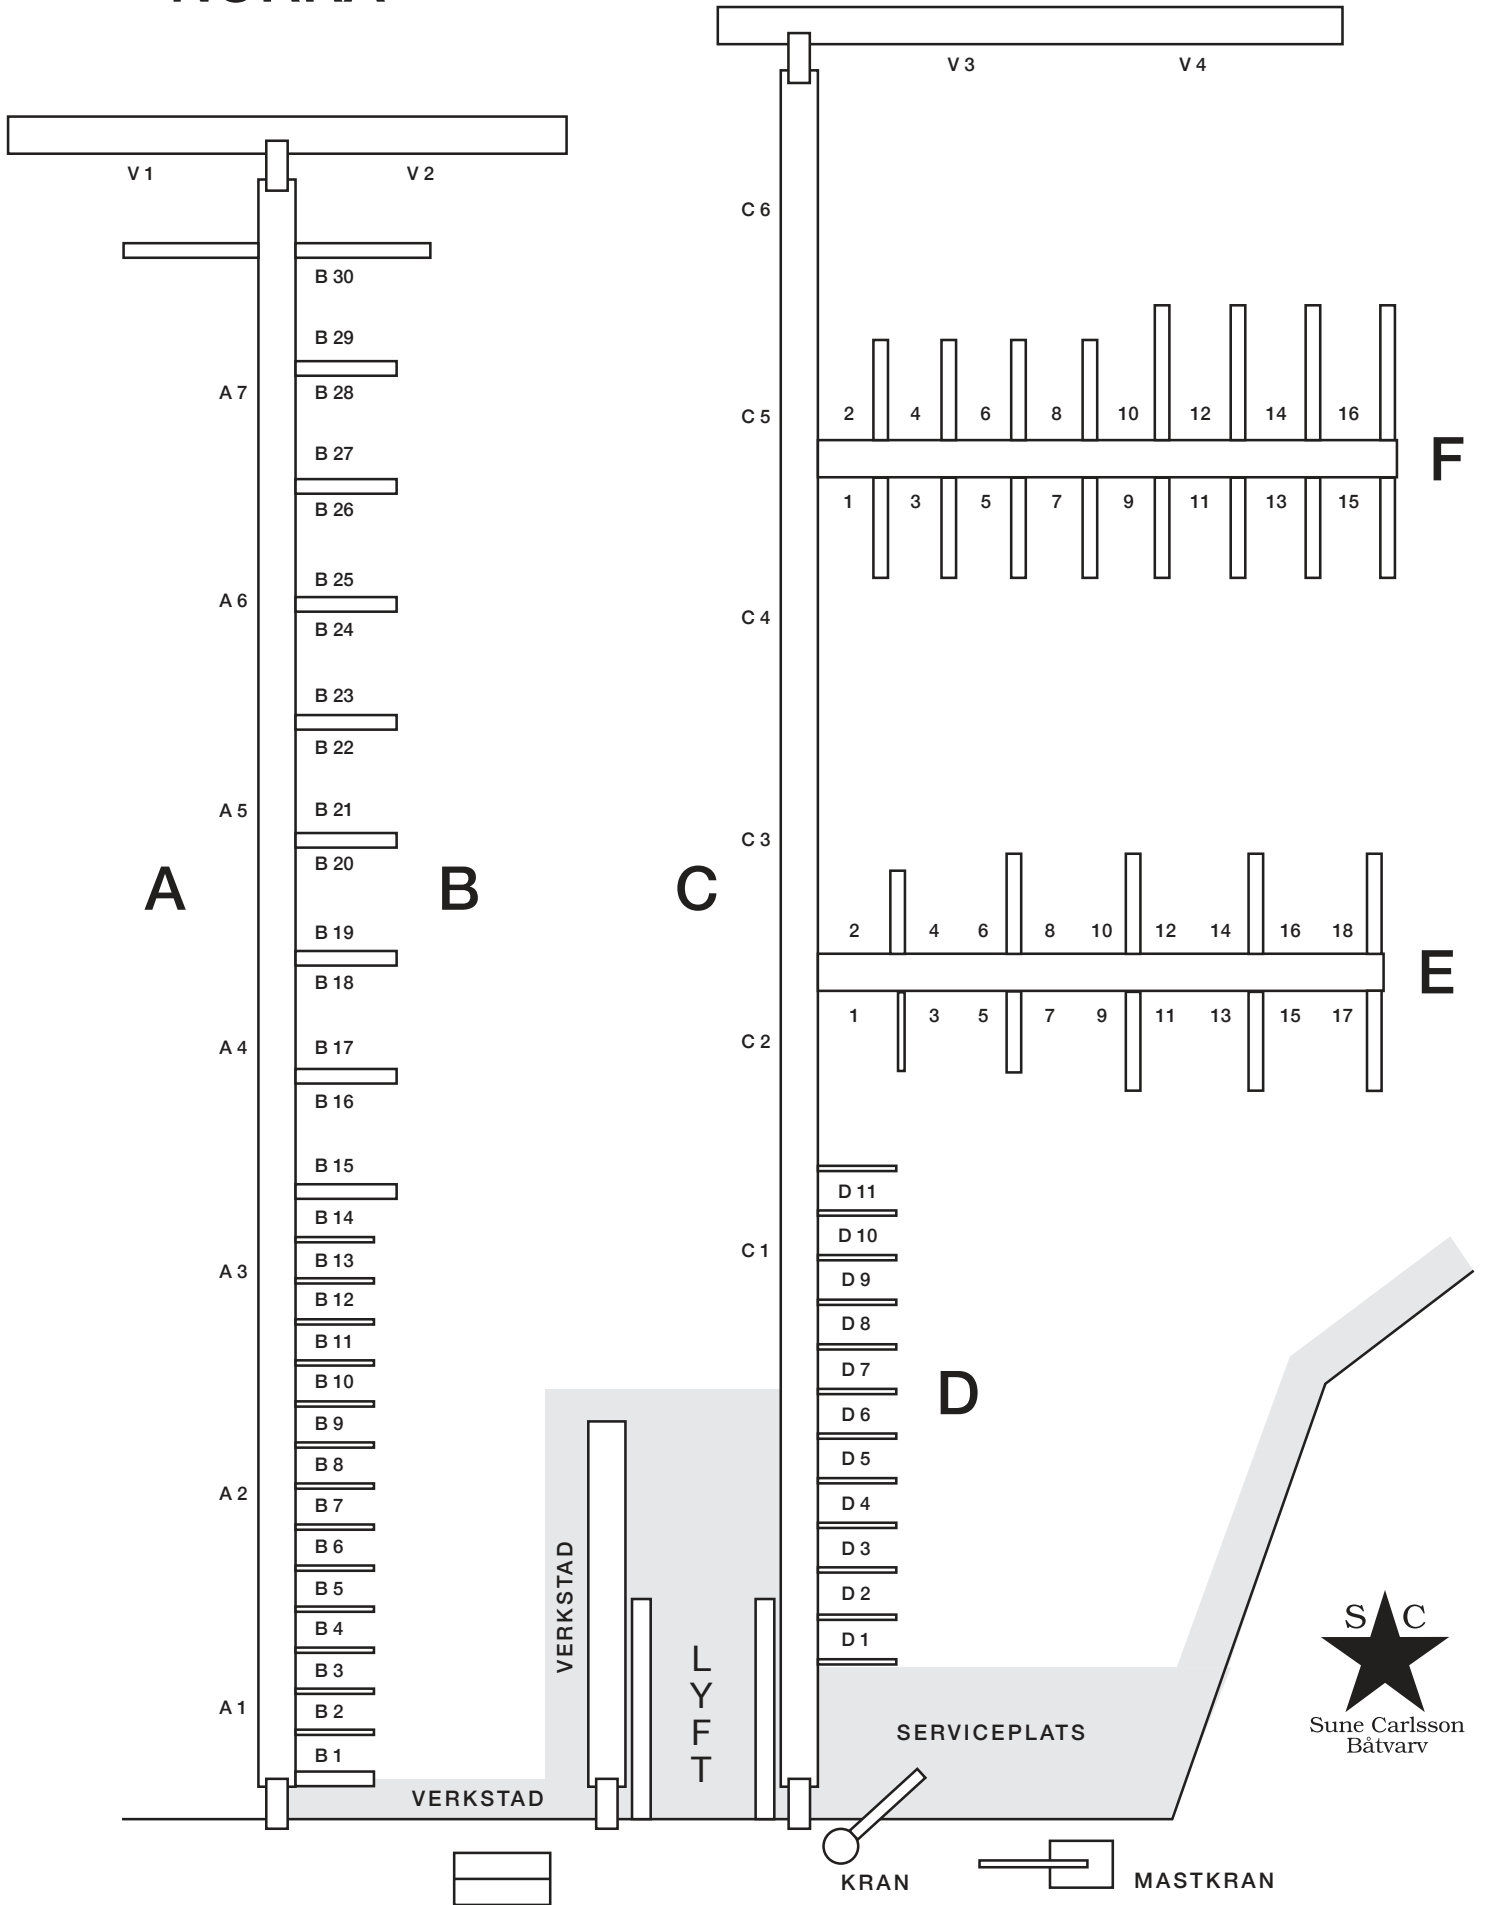 V 3 V 4
V 1 V 2
C 6
B 30
B 29
A 7 B 28
C 5 2 4 6 8 10 12 14 16
B 27
F
B 26 1 3 5 7 9 11 13 15
B 25
A 6
C 4
B 24
B 23
B 22
A 5 B 21
C 3
B 20
A B C
B 19 2 4 6 8 10 12 14 16 18
E
B 18
1 3 5 7 9 11 13 15 17
A 4 B 17 C 2
B 16
B 15
D 11
B 14
D 10
C 1
B 13
A 3 D 9
B 12
D 8
B 11
D 7
B 10 D
D 6
B 9
D 5
B 8
A 2 D 4
B 7
B 6 D 3
B 5 D 2
VERKSTAD
S C
B 4 D 1
B 3
LYFT
A 1 B 2
SERVICEPLATS
Sune Carlsson
Båtvarv
B 1
VERKSTAD
KRAN MASTKRAN